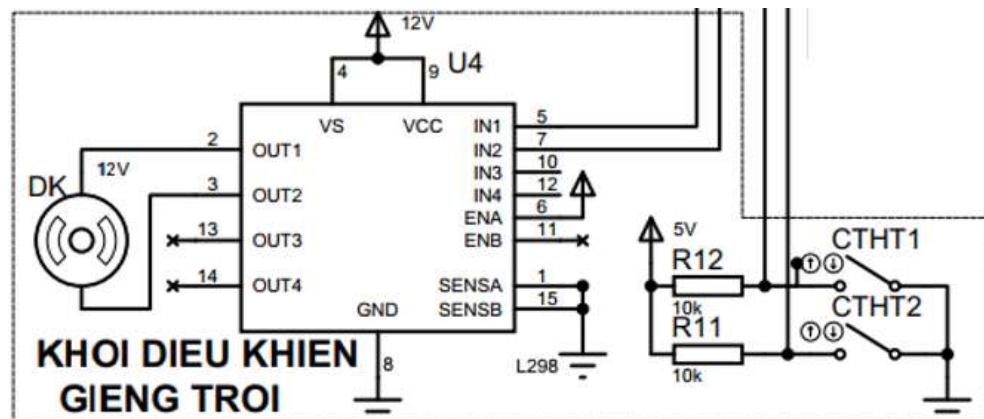 12V
4
9
U4
VS
VCC
IN1
5
IN2
7
IN3
10
IN4
12
ENA
6
ENB
11
SENSA
1
SENSB
15
2
OUT1
12V
DK
3
OUT2
13
OUT3
14
OUT4
GND
8
L298
5V
R12
10k
R11
10k
CTHT1
CTHT2
KHOI DIEU KHIEN
GIENG TROI